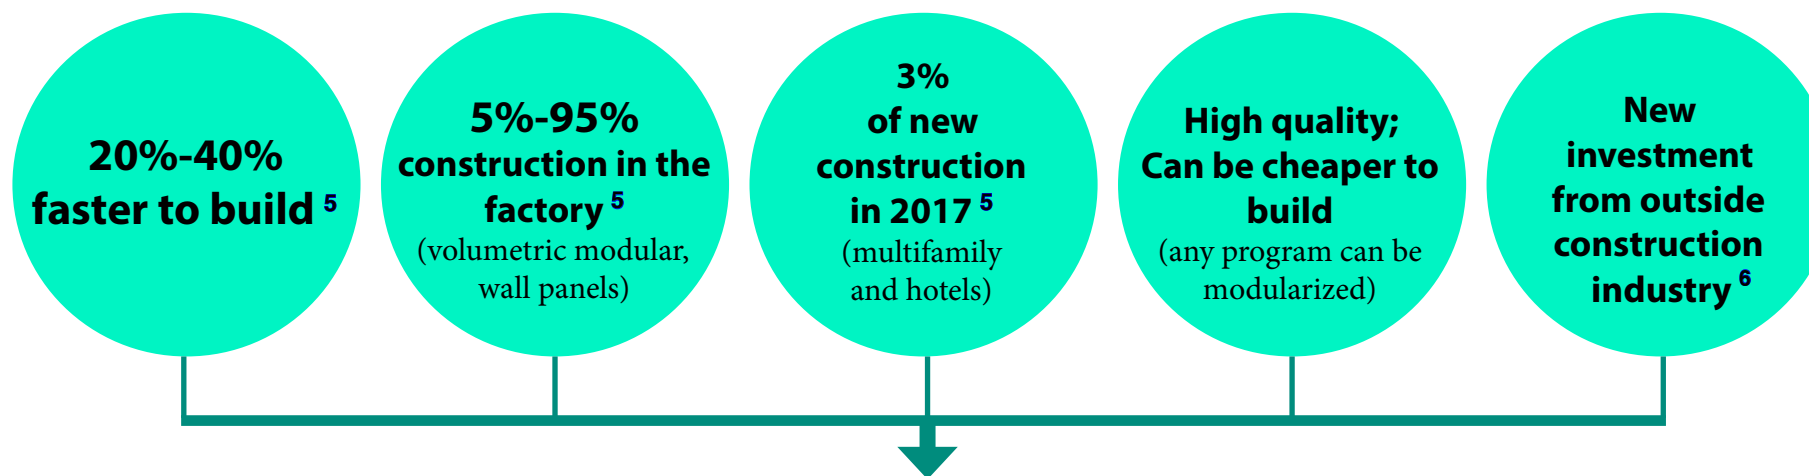 20%-40%
faster to build 5
5%-95%
construction in the
factory 5
(volumetric modular,
wall panels)
3%
of new
construction
in 2017 5
(multifamily
and hotels)
High quality;
Can be cheaper to
build
(any program can be
modularized)
New
investment
from outside
construction
industry 6